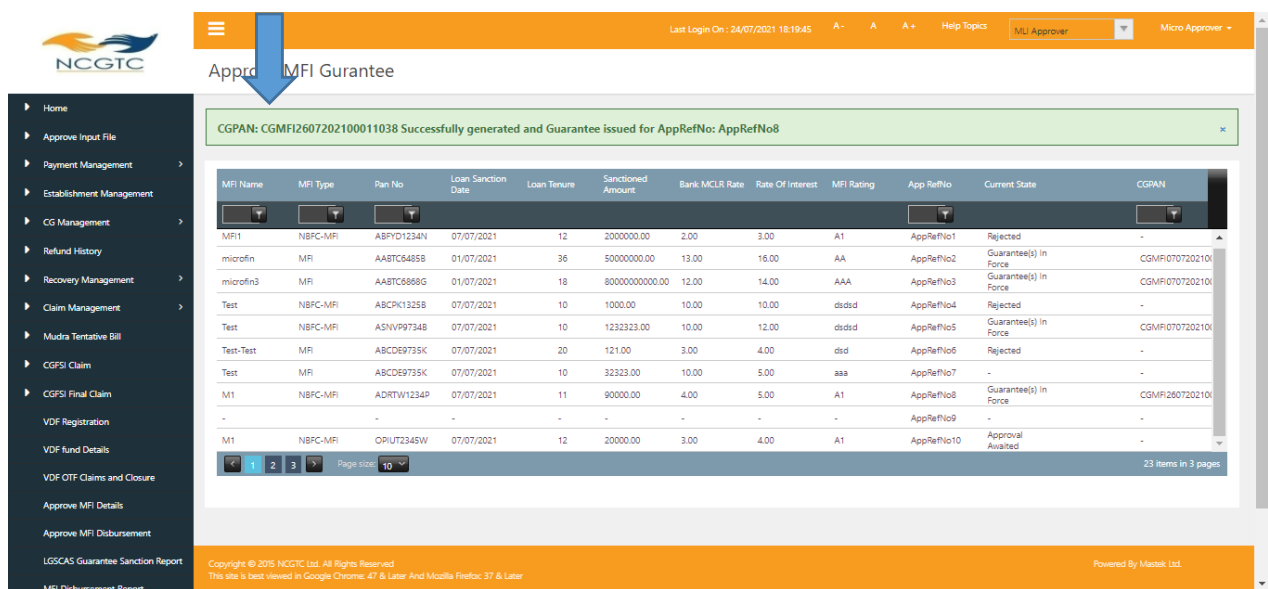 NCGTC
Last Login On : 24/07/2021 18:19:45 A- A A+ Help Topics MLI Approver Micro Approver
MFI Gurantee
Home
Approve Input File
Payment Management
Establishment Management
CG Management
Refund History
Recovery Management
Claim Management
Mudra Tentative Bill
CGFSI Claim
CGFSI Final Claim
VDF Registration
VDF fund Details
VDF OTF Claims and Closure
Approve MFI Details
Approve MFI Disbursement
LGSCAS Guarantee Sanction Report
MFI Disbursement Report
CGPAN: CGMFI2607202100011038 Successfully generated and Guarantee issued for AppRefNo: AppRefNo8 ×
MFI Name MFI Type Pan No Loan Sanction Date Loan Tenure Sanctioned Amount Bank MCLR Rate Rate Of Interest MFI Rating App RefNo Current State CGPAN
MFI1 NBFC-MFI ABFYD1234N 07/07/2021 12 2000000.00 2.00 3.00 A1 AppRefNo1 Rejected -
microfin MFI AABTC6485B 01/07/2021 36 50000000.00 13.00 16.00 AA AppRefNo2 Guarantee(s) In Force CGMFI070720210
microfin3 MFI AABTC6868G 01/07/2021 18 80000000000.00 12.00 14.00 AAA AppRefNo3 Guarantee(s) In Force CGMFI070720210
Test NBFC-MFI ABCPK1325B 07/07/2021 10 1000.00 10.00 10.00 dsdsd AppRefNo4 Rejected -
Test NBFC-MFI ASNVP9734B 07/07/2021 10 1232323.00 10.00 12.00 dsdsd AppRefNo5 Guarantee(s) In Force CGMFI070720210
Test-Test MFI ABCDE9735K 07/07/2021 20 121.00 3.00 4.00 dsd AppRefNo6 Rejected -
Test MFI ABCDE9735K 07/07/2021 10 32323.00 10.00 5.00 aaa AppRefNo7 - -
M1 NBFC-MFI ADRTW1234P 07/07/2021 11 90000.00 4.00 5.00 A1 AppRefNo8 Guarantee(s) In Force CGMFI260720210
- - - - - - - - AppRefNo9 - -
M1 NBFC-MFI OPIUT2345W 07/07/2021 12 20000.00 3.00 4.00 A1 AppRefNo10 Approval Awaited -
1 2 3 Page size: 10 23 items in 3 pages
Copyright © 2015 NCGTC Ltd. All Rights Reserved Powered By Mastek Ltd.
This site is best viewed in Google Chrome: 47 & Later And Mozilla Firefox: 37 & Later